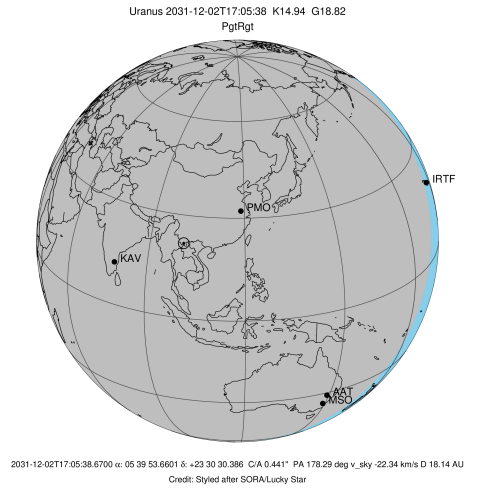 Uranus 2031-12-02T17:05:38 K14.94 G18.82
PgtRgt
IRTF
PMO
KAV
AAT
MSO
2031-12-02T17:05:38.6700 α: 05 39 53.6601 δ: +23 30 30.386 C/A 0.441" PA 178.29 deg v_sky -22.34 km/s D 18.14 AU
Credit: Styled after SORA/Lucky Star